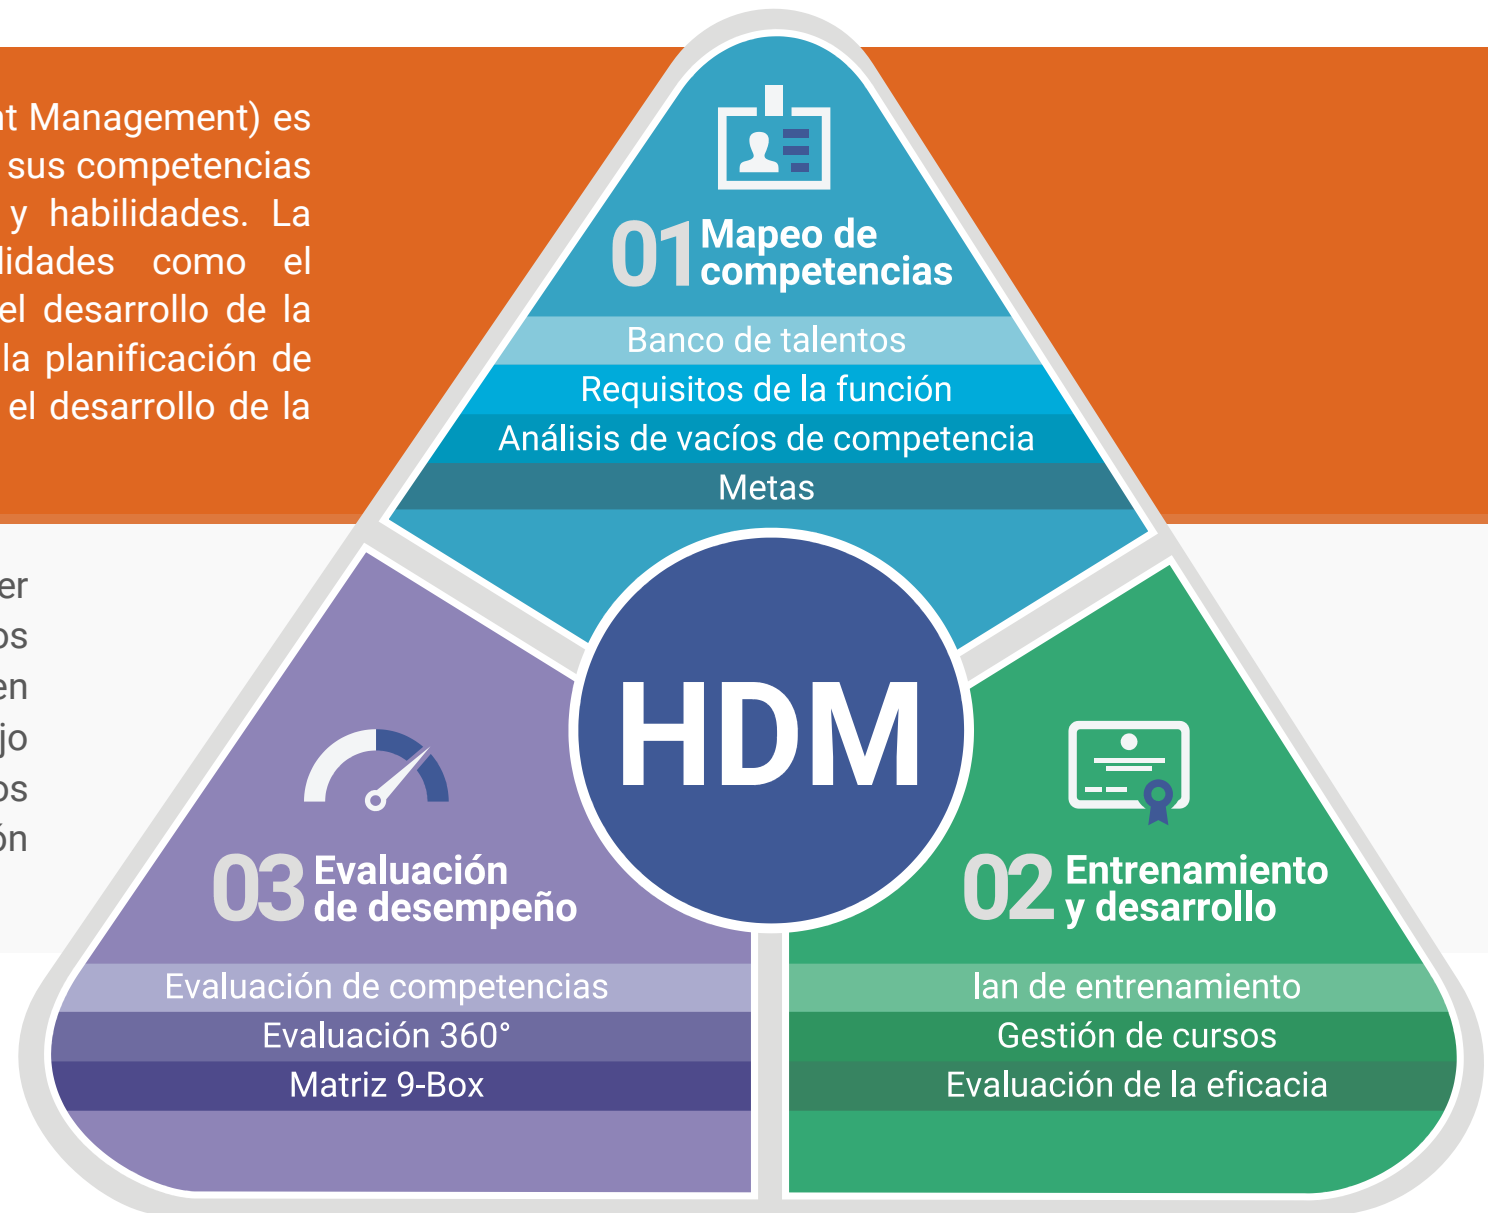 nt Management) es
sus competencias
y habilidades. La
lidades como el
el desarrollo de la
la planificación de
el desarrollo de la
er
os
en
jo
os
ón
01 Mapeo de
competencias
Banco de talentos
Requisitos de la función
Análisis de vacíos de competencia
Metas
HDM
03 Evaluación
de desempeño
Evaluación de competencias
Evaluación 360°
Matriz 9-Box
02 Entrenamiento
y desarrollo
lan de entrenamiento
Gestión de cursos
Evaluación de la eficacia